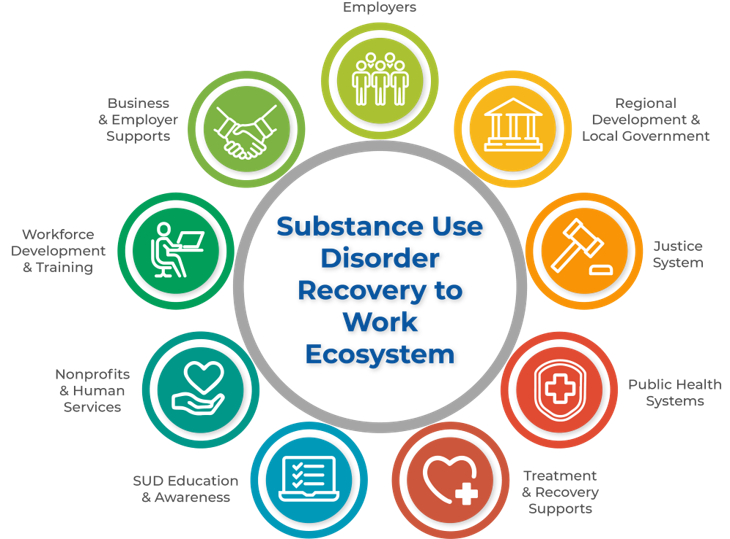 Employers
Regional
Development &
Local Government
Justice
System
Public Health
Systems
Treatment
& Recovery
Supports
SUD Education
& Awareness
Nonprofits
& Human
Services
Workforce
Development
& Training
Business
& Employer
Supports
Substance Use
Disorder
Recovery to
Work
Ecosystem